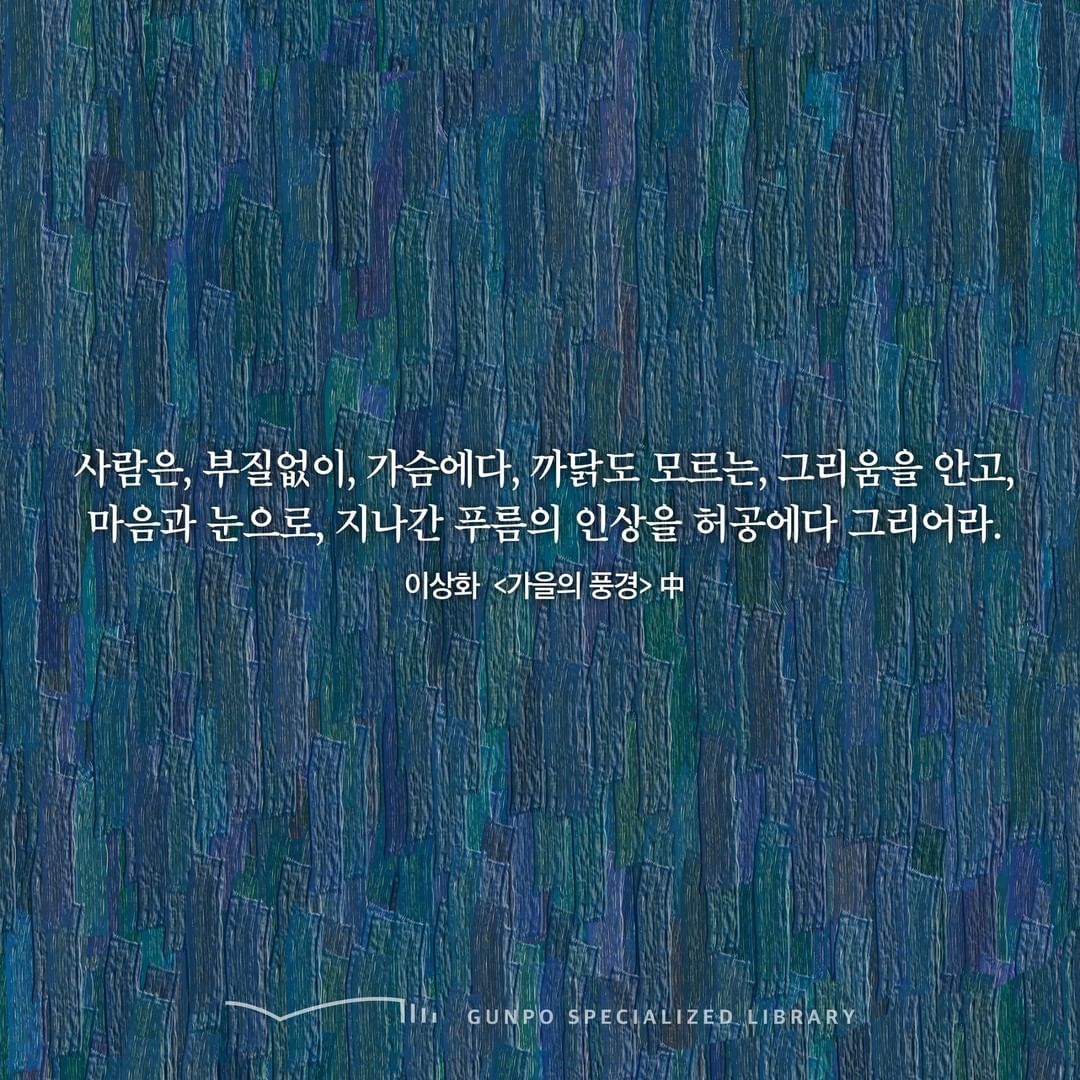 사람은, 부질없이, 가슴에다, 까닭도 모르는, 그리움을 안고,
마음과 눈으로, 지나간 푸름의 인상을 허공에다 그리어라.
이상화 <가을의 풍경> 中
GUNPO SPECIALIZED LIBRARY